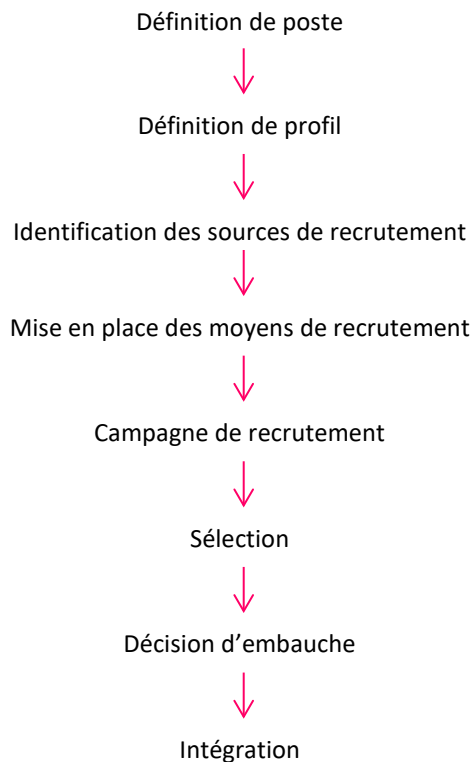 Définition de poste
Définition de profil
Identification des sources de recrutement
Mise en place des moyens de recrutement
Campagne de recrutement
Sélection
Décision d’embauche
Intégration